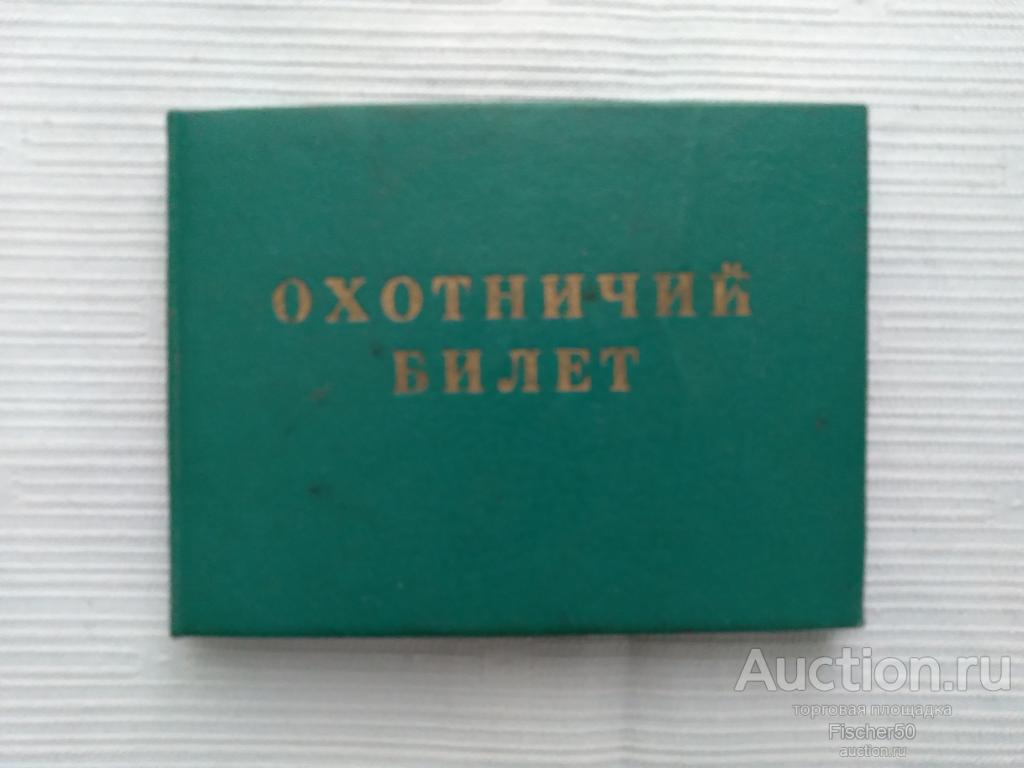 ОХОТНИЧИЙ
БИЛЕТ
Auction.ru
торговая площадка
Fischer50
auction.ru